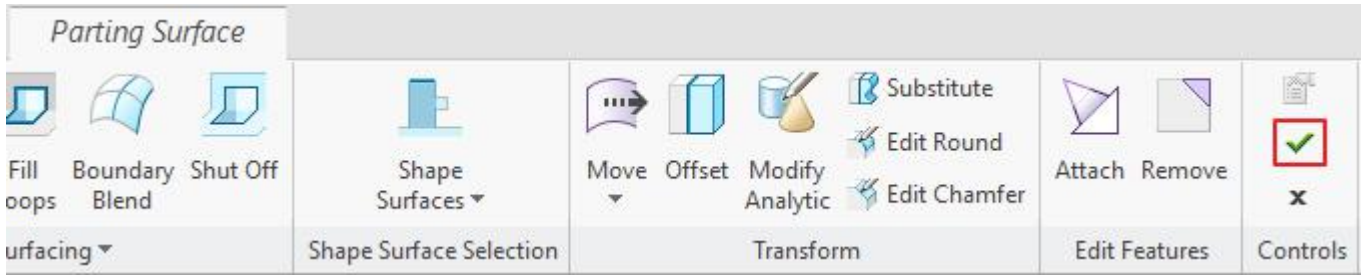 Parting Surface
Fill
oops
Boundary
Blend
Shut Off
urfacing
Shape
Surfaces
Shape Surface Selection
Move
Offset
Modify
Analytic
Substitute
Edit Round
Edit Chamfer
Transform
Attach
Remove
Edit Features
Controls